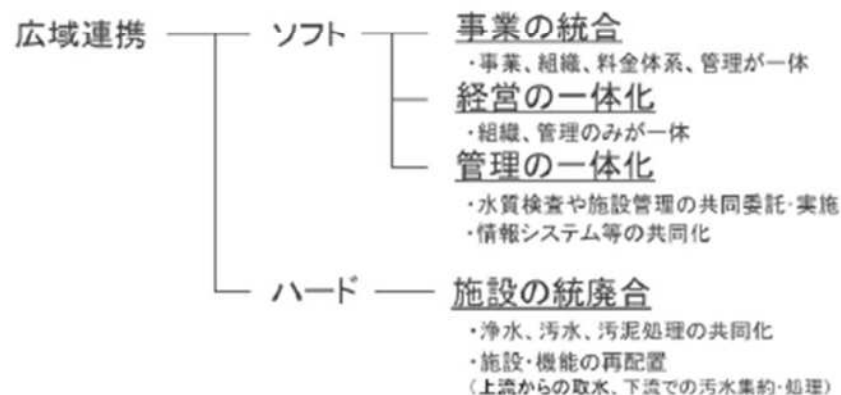 広域連携
ソフト
事業の統合
・事業、組織、料金体系、管理が一体
経営の一体化
・組織、管理のみが一体
管理の一体化
・水質検査や施設管理の共同委託・実施
・情報システム等の共同化
ハード
施設の統廃合
・浄水、汚水、汚泥処理の共同化
・施設・機能の再配置
（上流からの取水、下流での汚水集約・処理）